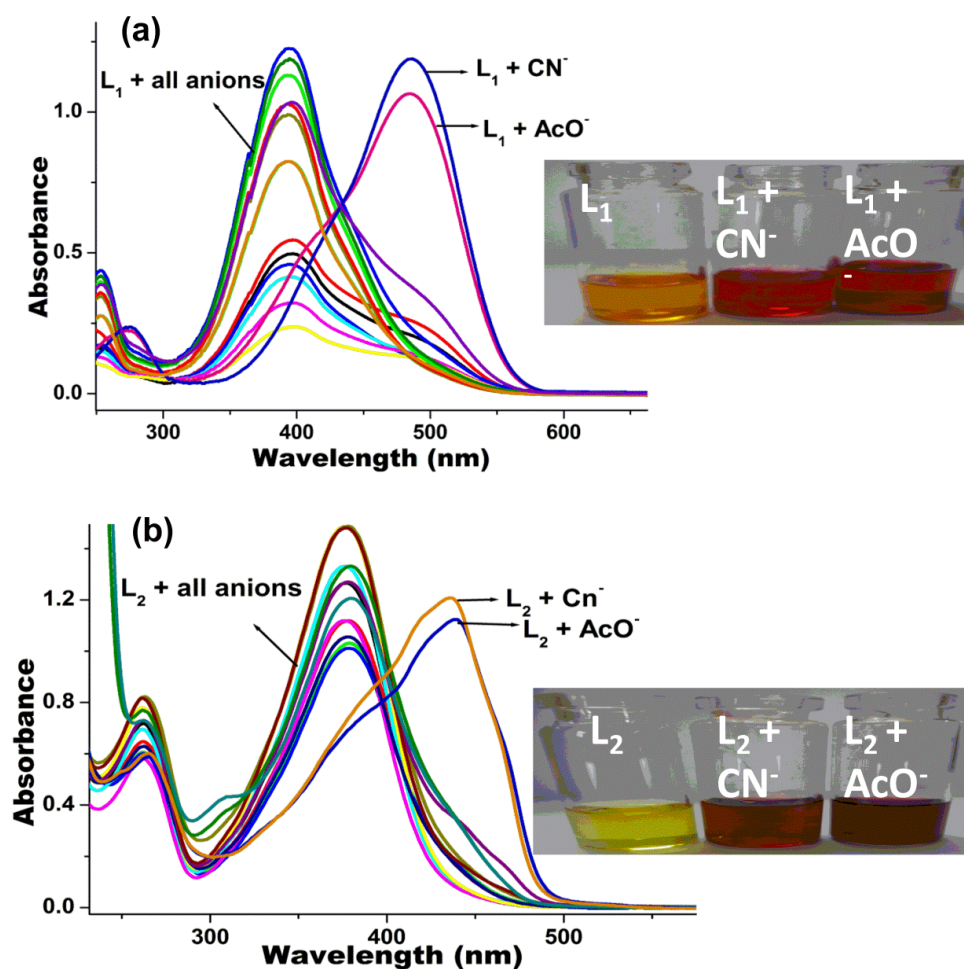 (a)
L₁ + all anions
L₁ + CN⁻
L₁ + AcO⁻
1.0
0.5
0.0
Absorbance
300
400
500
600
Wavelength (nm)
L₁
L₁ +
CN⁻
L₁ +
AcO
-
(b)
L₂ + all anions
L₂ + Cn⁻
L₂ + AcO⁻
1.2
0.8
0.4
0.0
Absorbance
300
400
500
Wavelength (nm)
L₂
L₂ +
CN⁻
L₂ +
AcO⁻